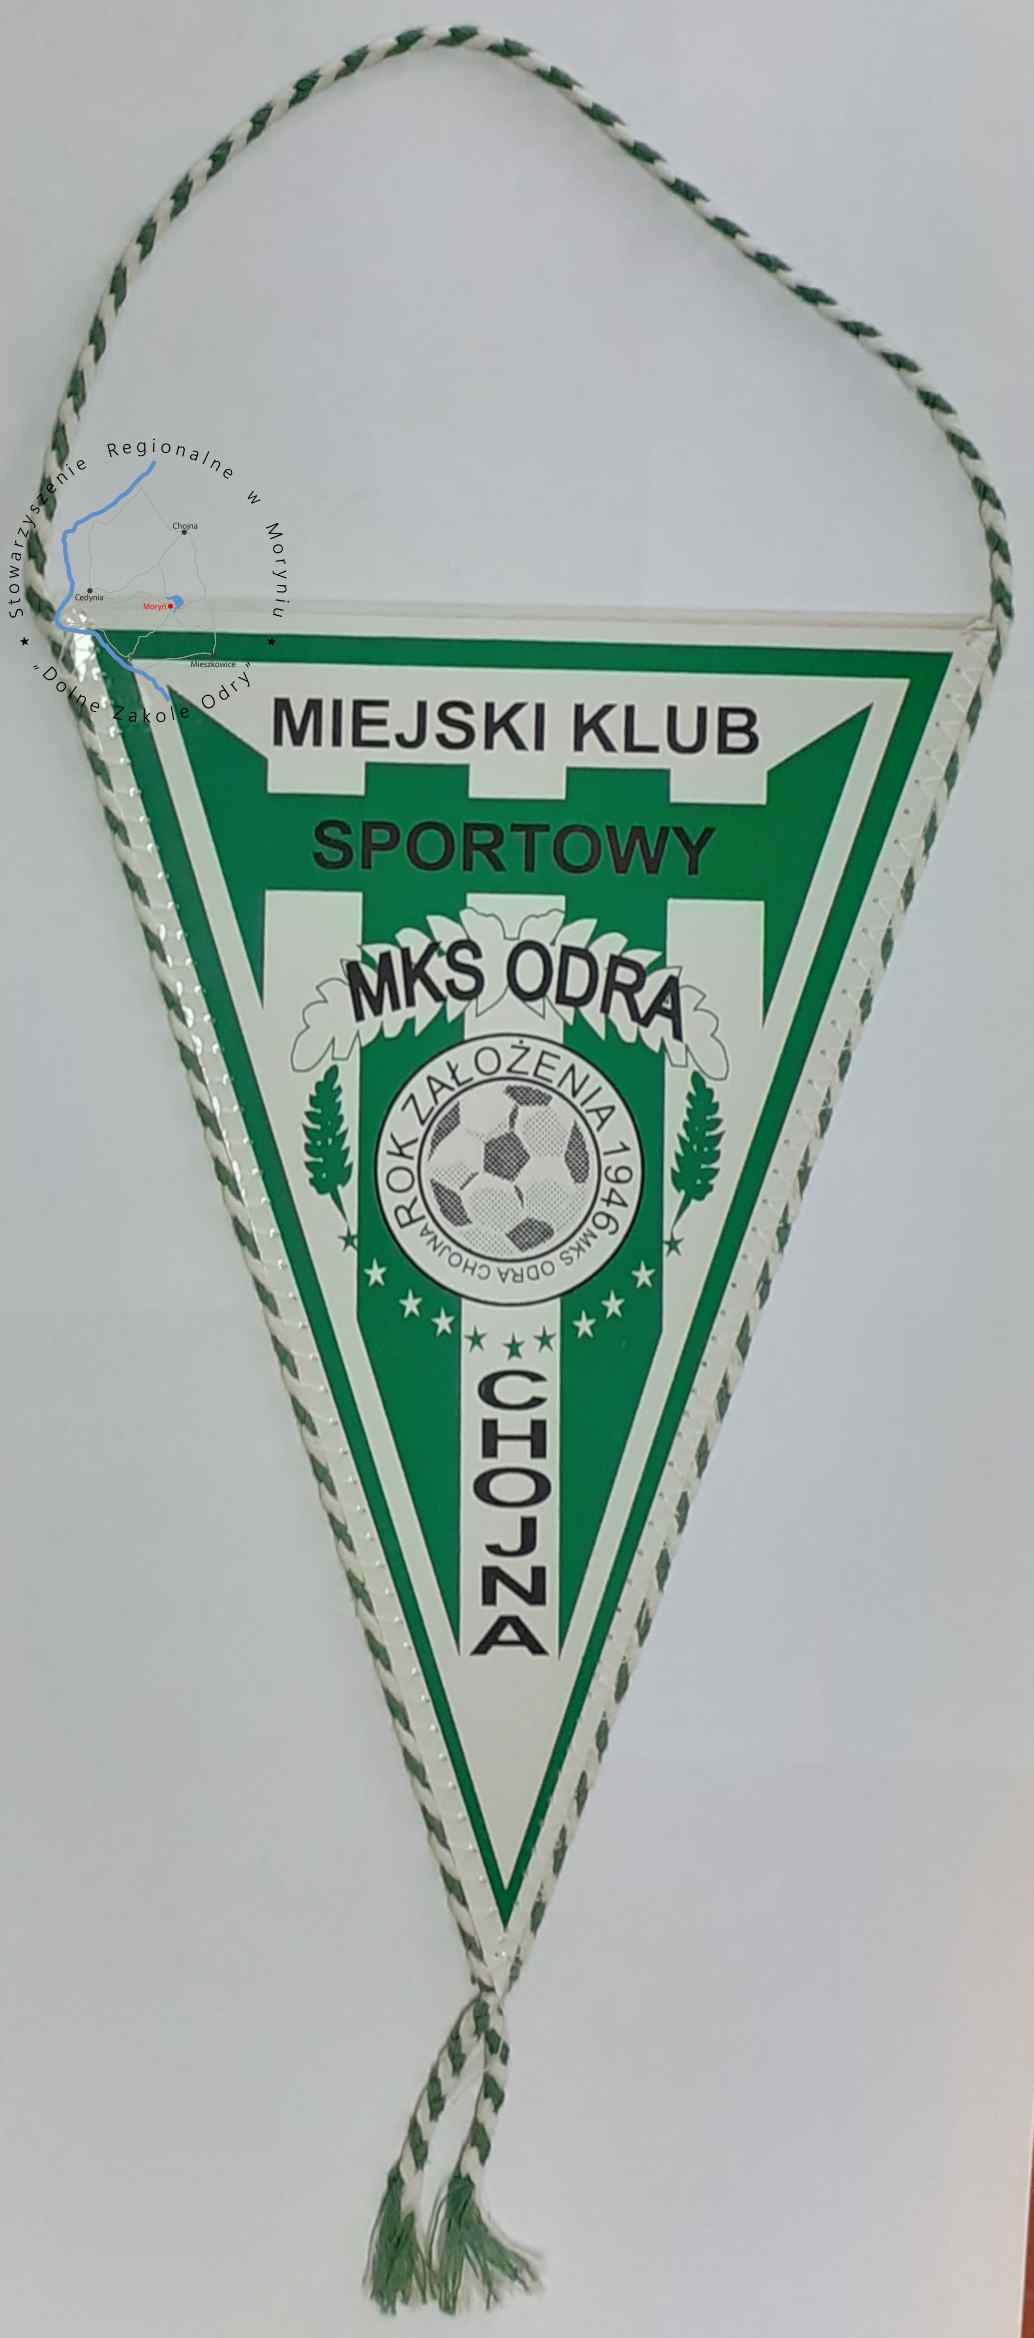 Stowarzyszenie Regionalne w Moryniu
Chojna
Cedynia
Moryń
Mieszkowice
"Dolne Zakole Odry"
MIEJSKI KLUB
SPORTOWY
MKS ODRA
ROK ZAŁOŻENIA 1946
MKS ODRA CHOJNA
CHOJNA